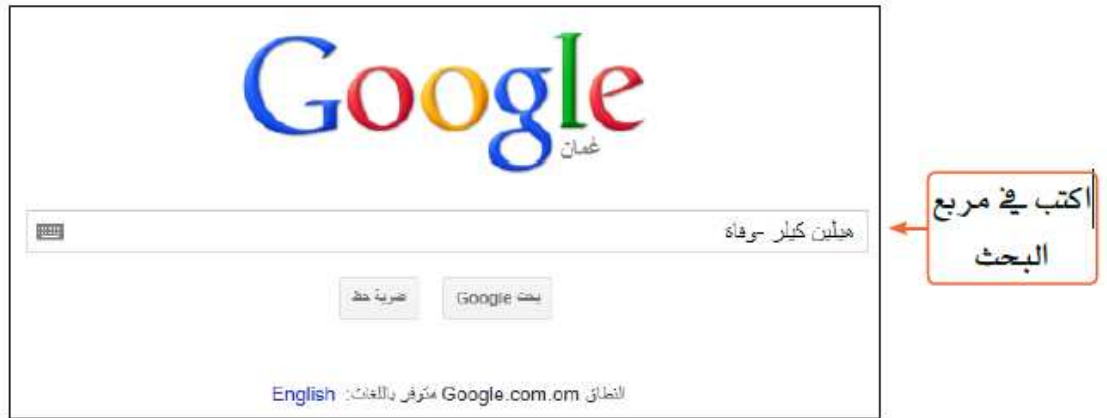 Google
عُمان
هيلين كيلر -وفاة
اكتب في مربع
البحث
بحث Google
ضربة حظ
النطاق Google.com.om متوفر باللغات: English